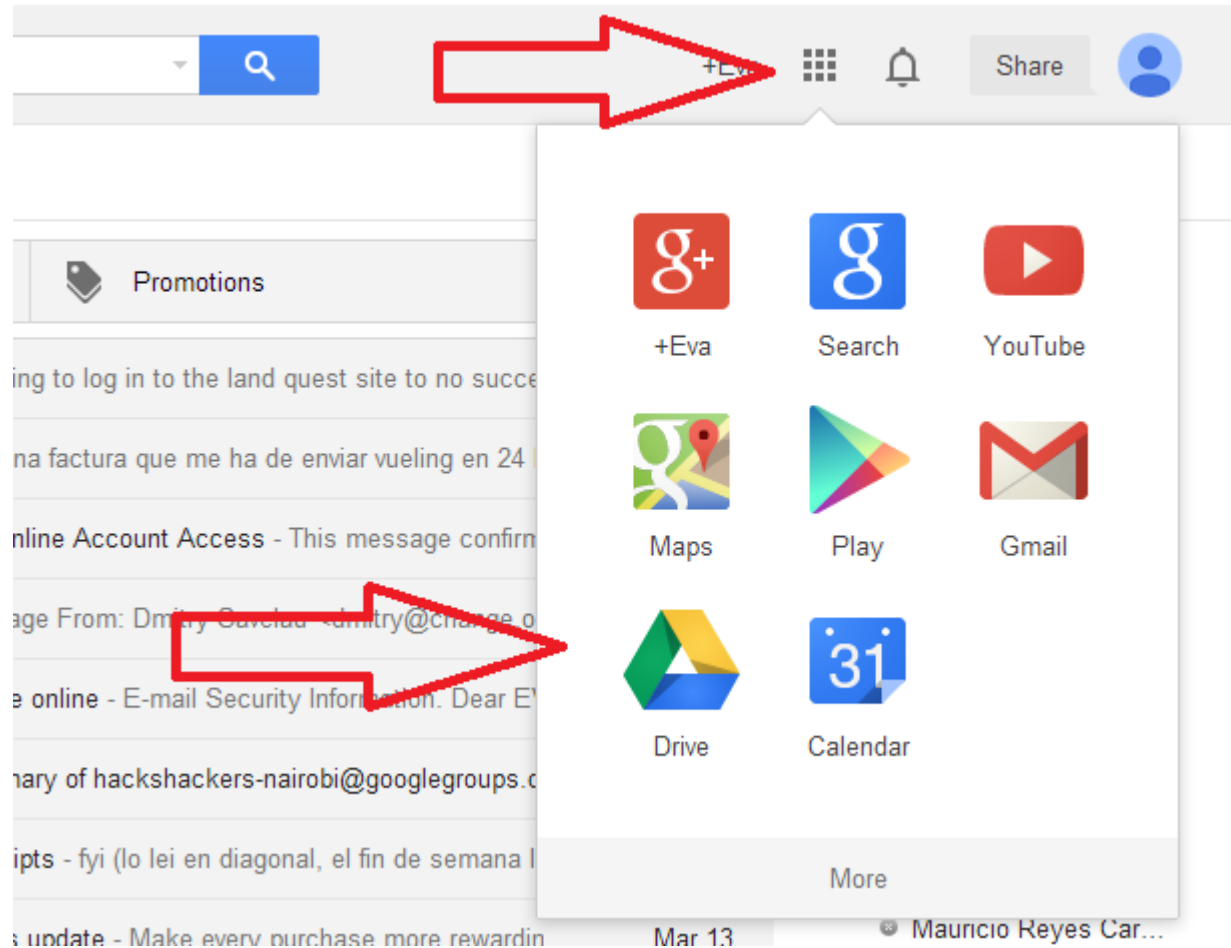 +Eva
Share
Promotions
g+
g
+Eva
Search
YouTube
ing to log in to the land quest site to no succe
na factura que me ha de enviar vueling en 24
g
Maps
Play
Gmail
nline Account Access - This message confirm
age From: Dmitry <dmitry@change.o
31
e online - E-mail Security Information. Dear E
Drive
Calendar
nary of hackshackers-nairobi@googlegroups.c
ipts - fyi (lo lei en diagonal, el fin de semana l
More
s update - Make every purchase more rewardin
Mar 13
Mauricio Reyes Car...